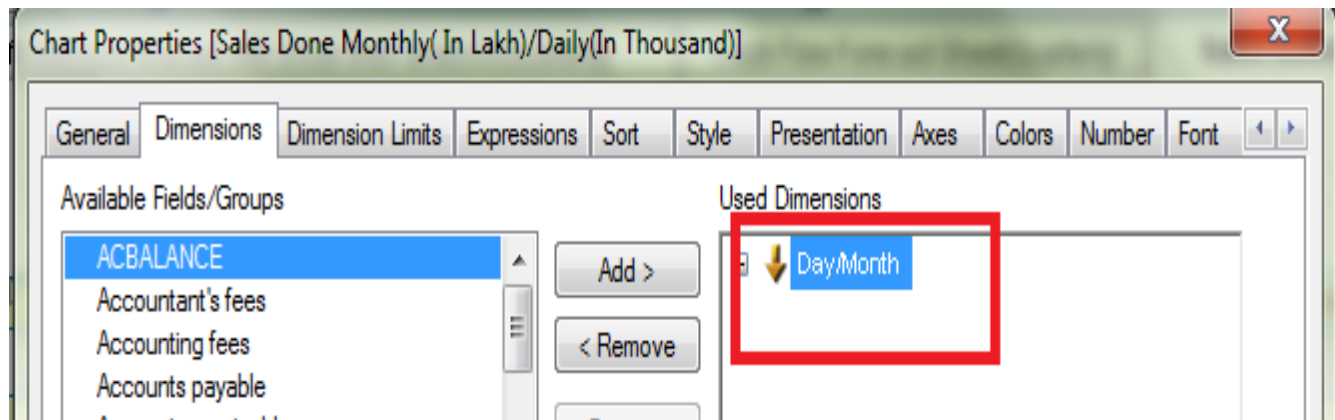 Chart Properties [Sales Done Monthly( In Lakh)/Daily(In Thousand)]
X
General Dimensions Dimension Limits Expressions Sort Style Presentation Axes Colors Number Font
Available Fields/Groups
Used Dimensions
ACBALANCE
Accountant's fees
Accounting fees
Accounts payable
Add >
< Remove
Day/Month